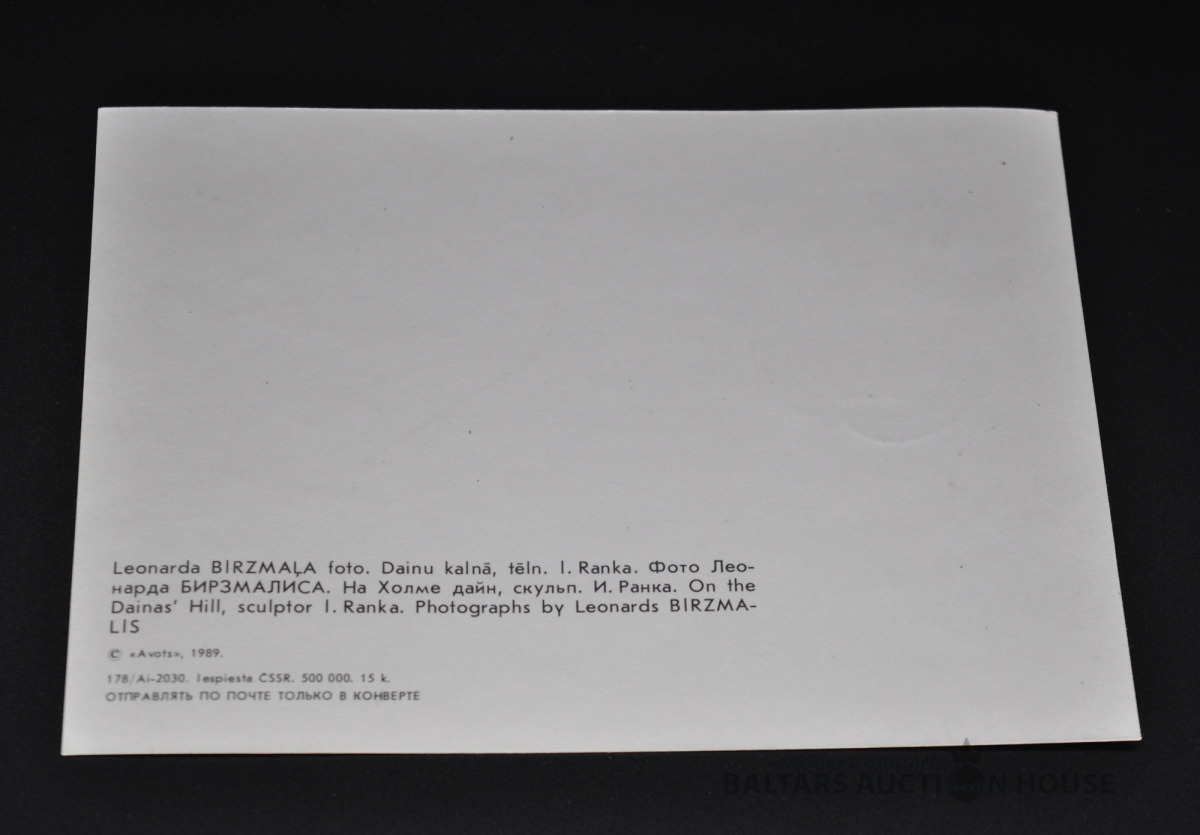 Leonarda BIRZMAĻA foto. Dainu kalnā, tēln. I. Ranka. Фото Лео-
нарда БИРЗМАЛИСА. На Холме дайн, скульп. И. Ранка. On the
Dainas' Hill, sculptor I. Ranka. Photographs by Leonards BIRZMA-
LIS
© «Avots», 1989.
178/Ai-2030. Iespiests ČSSR. 500 000. 15 k.
ОТПРАВЛЯТЬ ПО ПОЧТЕ ТОЛЬКО В КОНВЕРТЕ
BALTARS AUCTION HOUSE